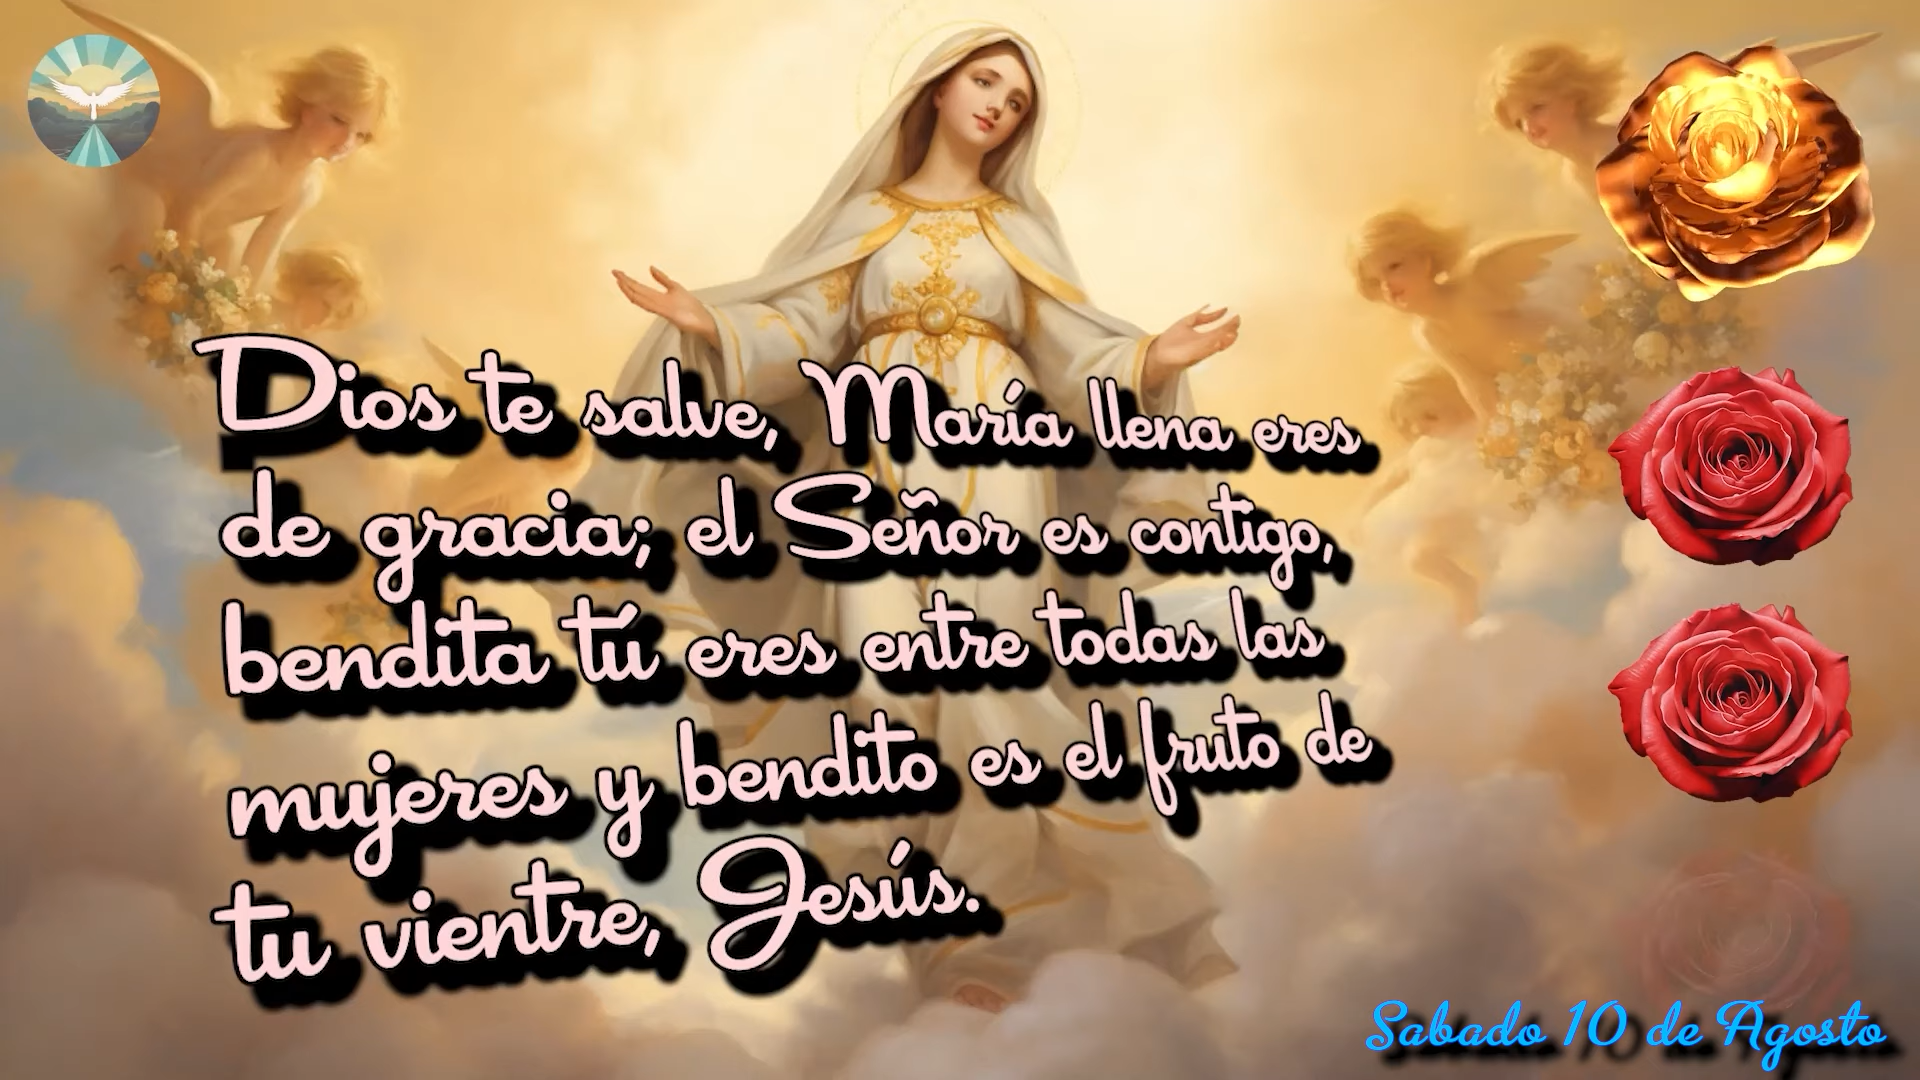 Dios te salve, María llena eres
de gracia; el Señor es contigo,
bendita tú eres entre todas las
mujeres y bendito es el fruto de
tu vientre, Jesús.
Sabado 10 de Agosto